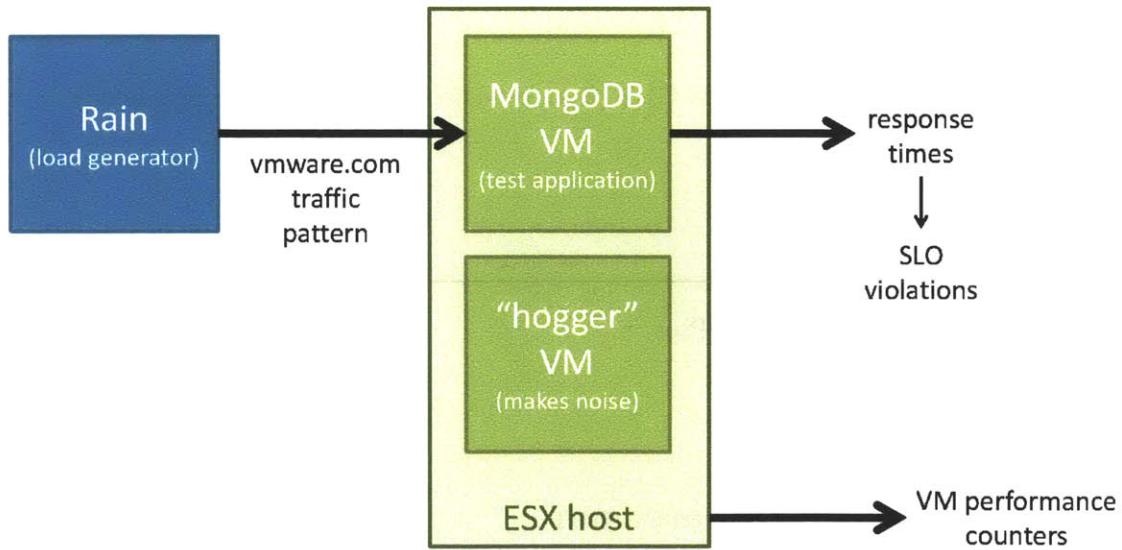 Rain
(load generator)
vmware.com
traffic
pattern
MongoDB
VM
(test application)
response
times
SLO
violations
"hogger"
VM
(makes noise)
ESX host
VM performance
counters